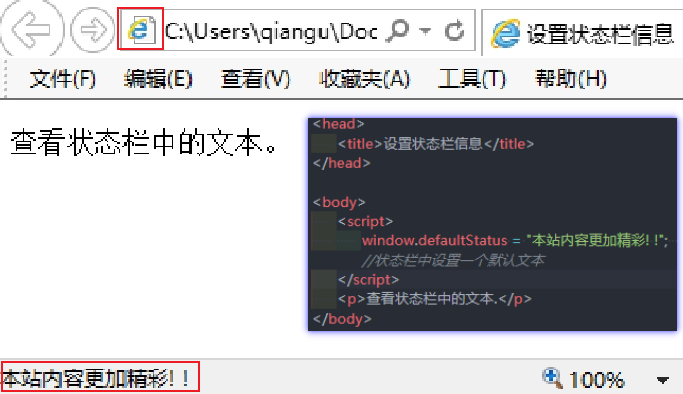 C:\Users\qiangu\Doc
设置状态栏信息
文件(F) 编辑(E) 查看(V) 收藏夹(A) 工具(T) 帮助(H)
查看状态栏中的文本。
<head>
<title>设置状态栏信息</title>
</head>
<body>
<script>
window.defaultStatus = "本站内容更加精彩! !";
//状态栏中设置一个默认文本
</script>
<p>查看状态栏中的文本.</p>
</body>
本站内容更加精彩! !
100%